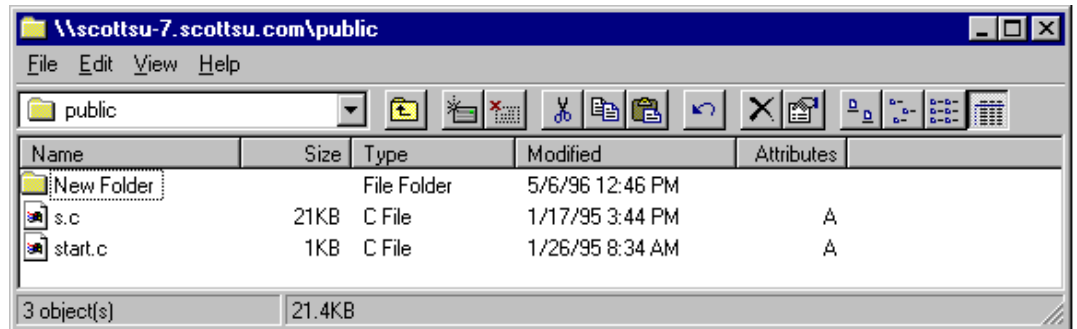 \\scottsu-7.scottsu.com\public
File Edit View Help
public
Name Size Type Modified Attributes
New Folder File Folder 5/6/96 12:46 PM
s.c 21KB C File 1/17/95 3:44 PM A
start.c 1KB C File 1/26/95 8:34 AM A
3 object(s) 21.4KB